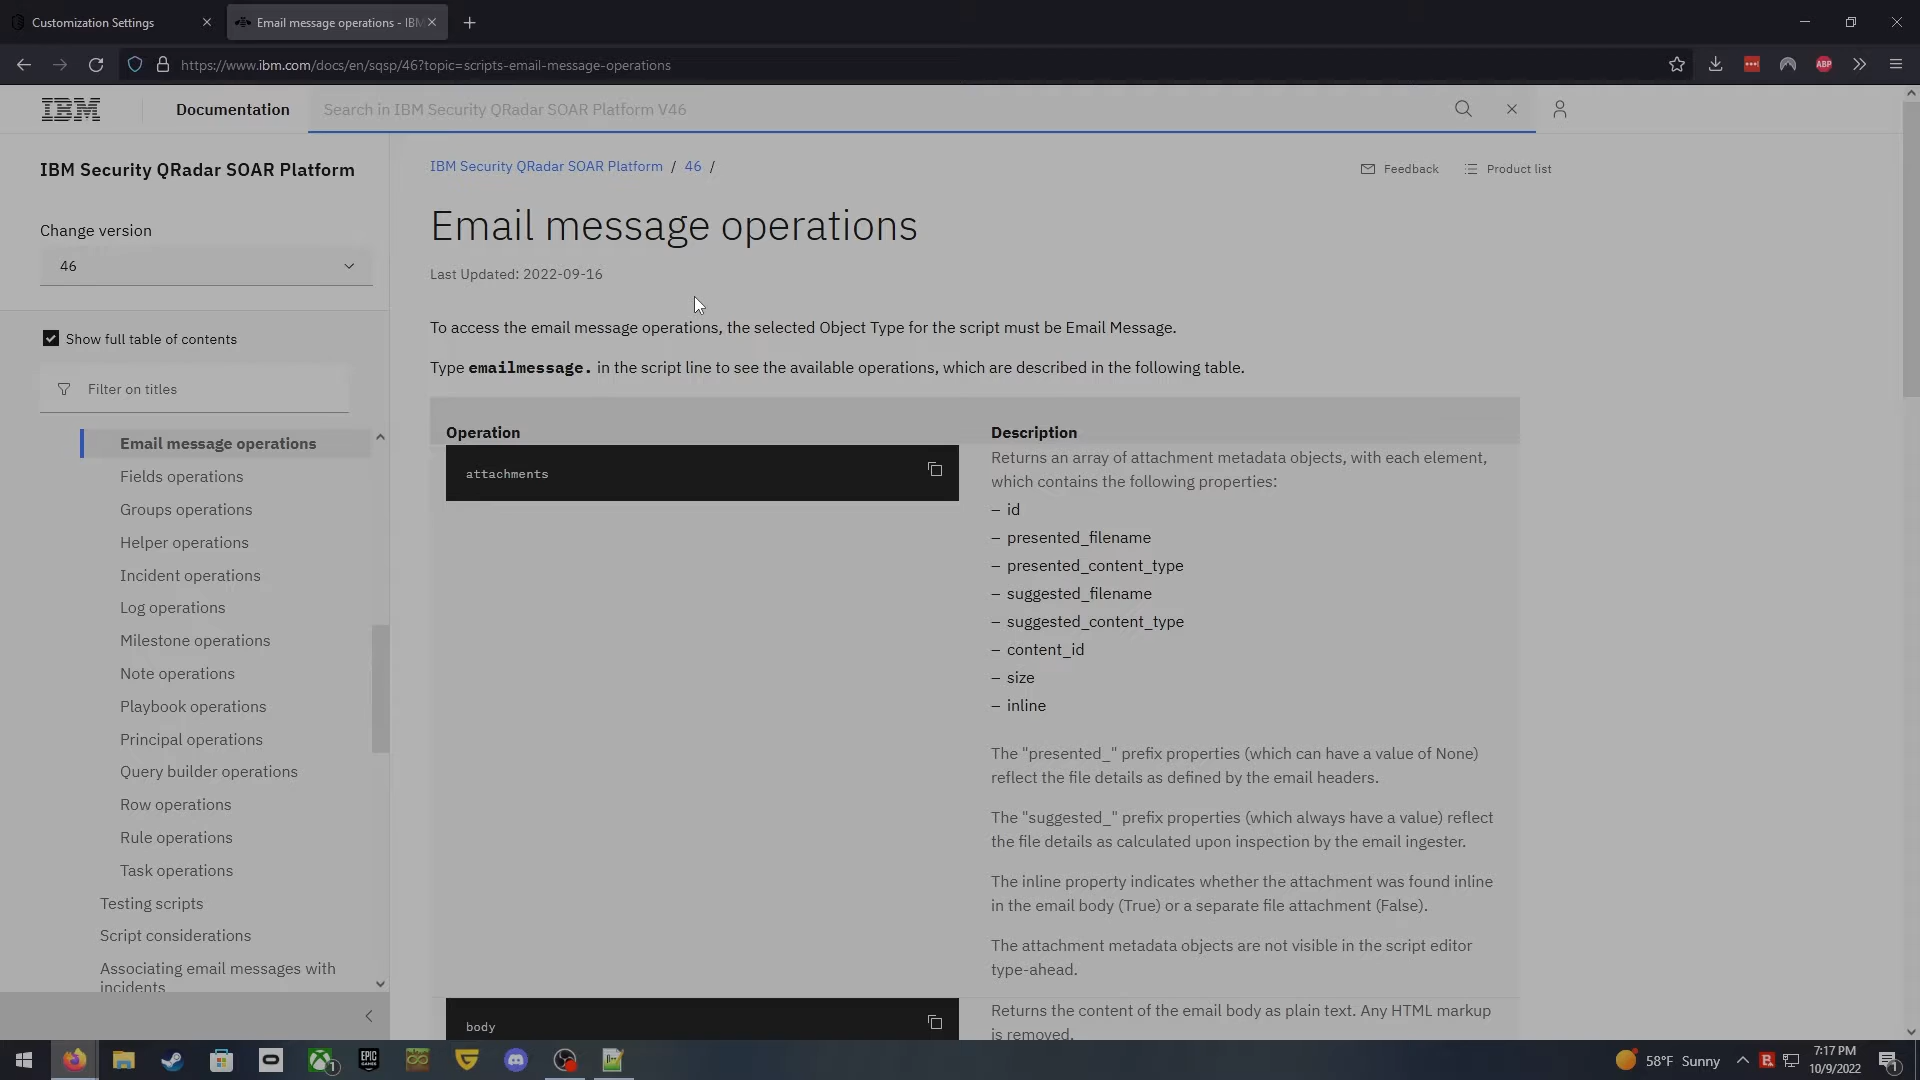 Customization Settings
Email message operations - IBM
https://www.ibm.com/docs/en/sqsp/46?topic=scripts-email-message-operations
ABP
IBM
Documentation
Search in IBM Security QRadar SOAR Platform V46
IBM Security QRadar SOAR Platform
Change version
46
Show full table of contents
Filter on titles
Email message operations
Fields operations
Groups operations
Helper operations
Incident operations
Log operations
Milestone operations
Note operations
Playbook operations
Principal operations
Query builder operations
Row operations
Rule operations
Task operations
Testing scripts
Script considerations
Associating email messages with
incidents
IBM Security QRadar SOAR Platform / 46 /
Feedback
Product list
Email message operations
Last Updated: 2022-09-16
To access the email message operations, the selected Object Type for the script must be Email Message.
Type emailmessage. in the script line to see the available operations, which are described in the following table.
Operation
Description
attachments
Returns an array of attachment metadata objects, with each element,
which contains the following properties:
– id
– presented_filename
– presented_content_type
– suggested_filename
– suggested_content_type
– content_id
– size
– inline
The "presented_" prefix properties (which can have a value of None)
reflect the file details as defined by the email headers.
The "suggested_" prefix properties (which always have a value) reflect
the file details as calculated upon inspection by the email ingester.
The inline property indicates whether the attachment was found inline
in the email body (True) or a separate file attachment (False).
The attachment metadata objects are not visible in the script editor
type-ahead.
body
Returns the content of the email body as plain text. Any HTML markup
is removed.
1
EPIC
GAMES
58°F Sunny
7:17 PM
10/9/2022
1